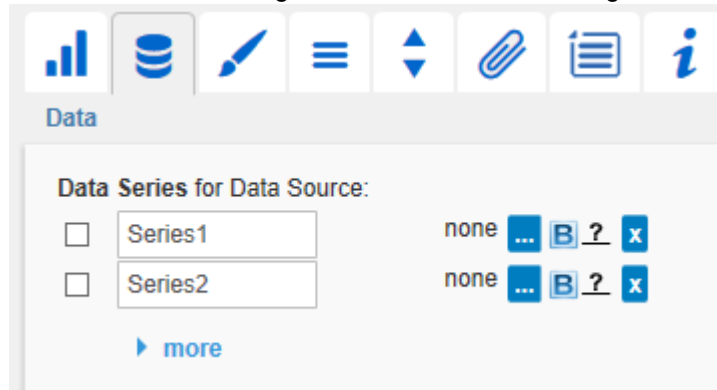 Data
Data Series for Data Source:
Series1 none ... B ? x
Series2 none ... B ? x
more